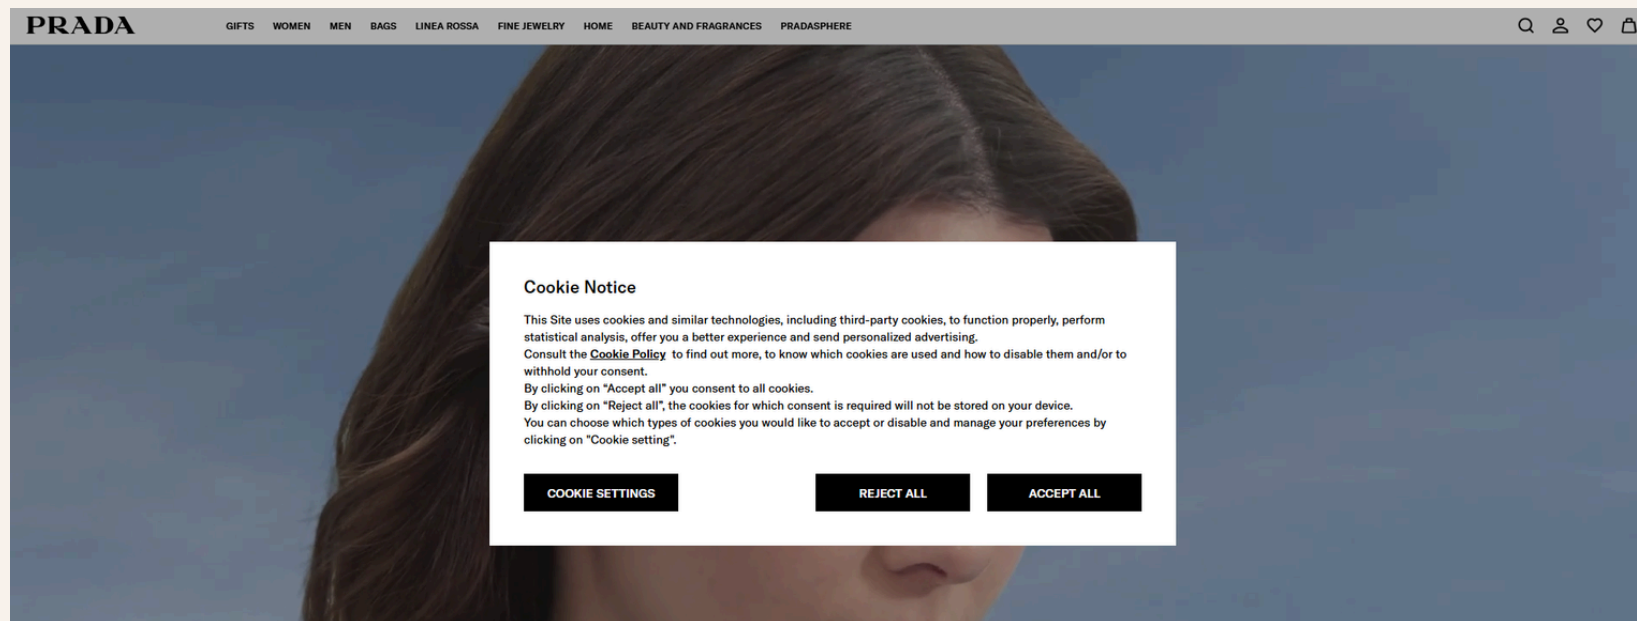 PRADA GIFTS WOMEN MEN BAGS LINEA ROSSA FINE JEWELRY HOME BEAUTY AND FRAGRANCES PRADASPHERE
Cookie Notice
This Site uses cookies and similar technologies, including third-party cookies, to function properly, perform
statistical analysis, offer you a better experience and send personalized advertising.
Consult the Cookie Policy to find out more, to know which cookies are used and how to disable them and/or to
withhold your consent.
By clicking on “Accept all” you consent to all cookies.
By clicking on “Reject all”, the cookies for which consent is required will not be stored on your device.
You can choose which types of cookies you would like to accept or disable and manage your preferences by
clicking on "Cookie setting".
COOKIE SETTINGS REJECT ALL ACCEPT ALL